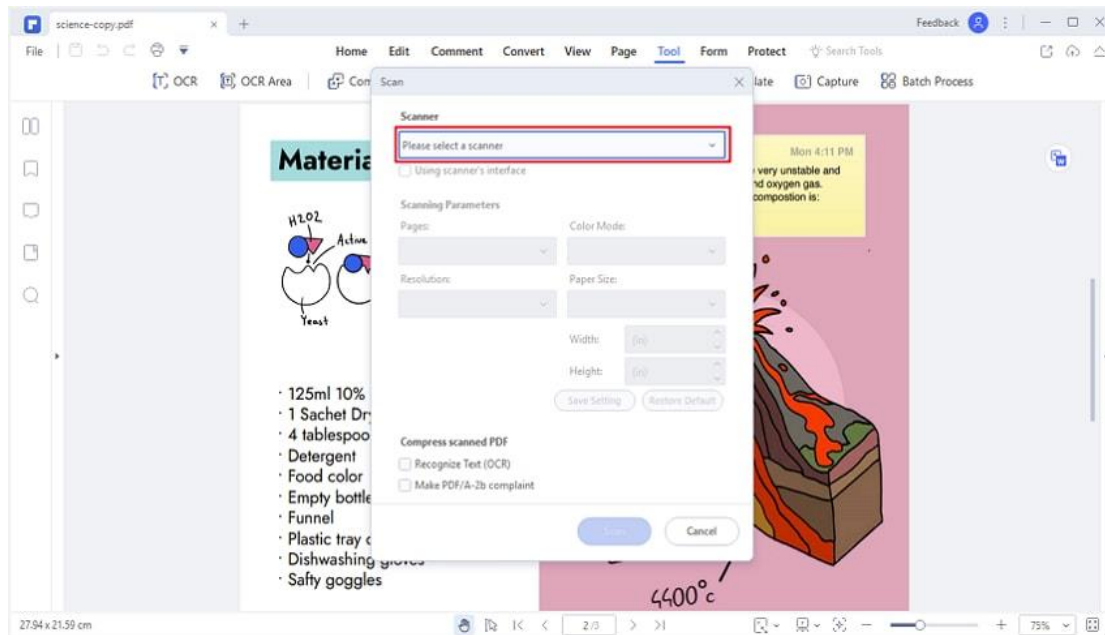 science-copy.pdf
Feedback
File
Home Edit Comment Convert View Page Tool Form Protect Search Tools
OCR OCR Area Com late Capture Batch Process
Scan
Scanner
Please select a scanner
Using scanner's interface
Scanning Parameters
Pages: Color Mode:
Resolution: Paper Size:
Width: (in)
Height: (in)
Save Setting Restore Default
Compress scanned PDF
Recognize Text (OCR)
Make PDF/A-2b complaint
Scan Cancel
Materia
H2O2
Active
Yeast
· 125ml 10%
· 1 Sachet Dry
· 4 tablespoo
· Detergent
· Food color
· Empty bottle
· Funnel
· Plastic tray
· Dishwashing gloves
· Safty goggles
Mon 4:11 PM
very unstable and
nd oxygen gas.
compostion is:
4400°c
27.94 x 21.59 cm
2/3
75%